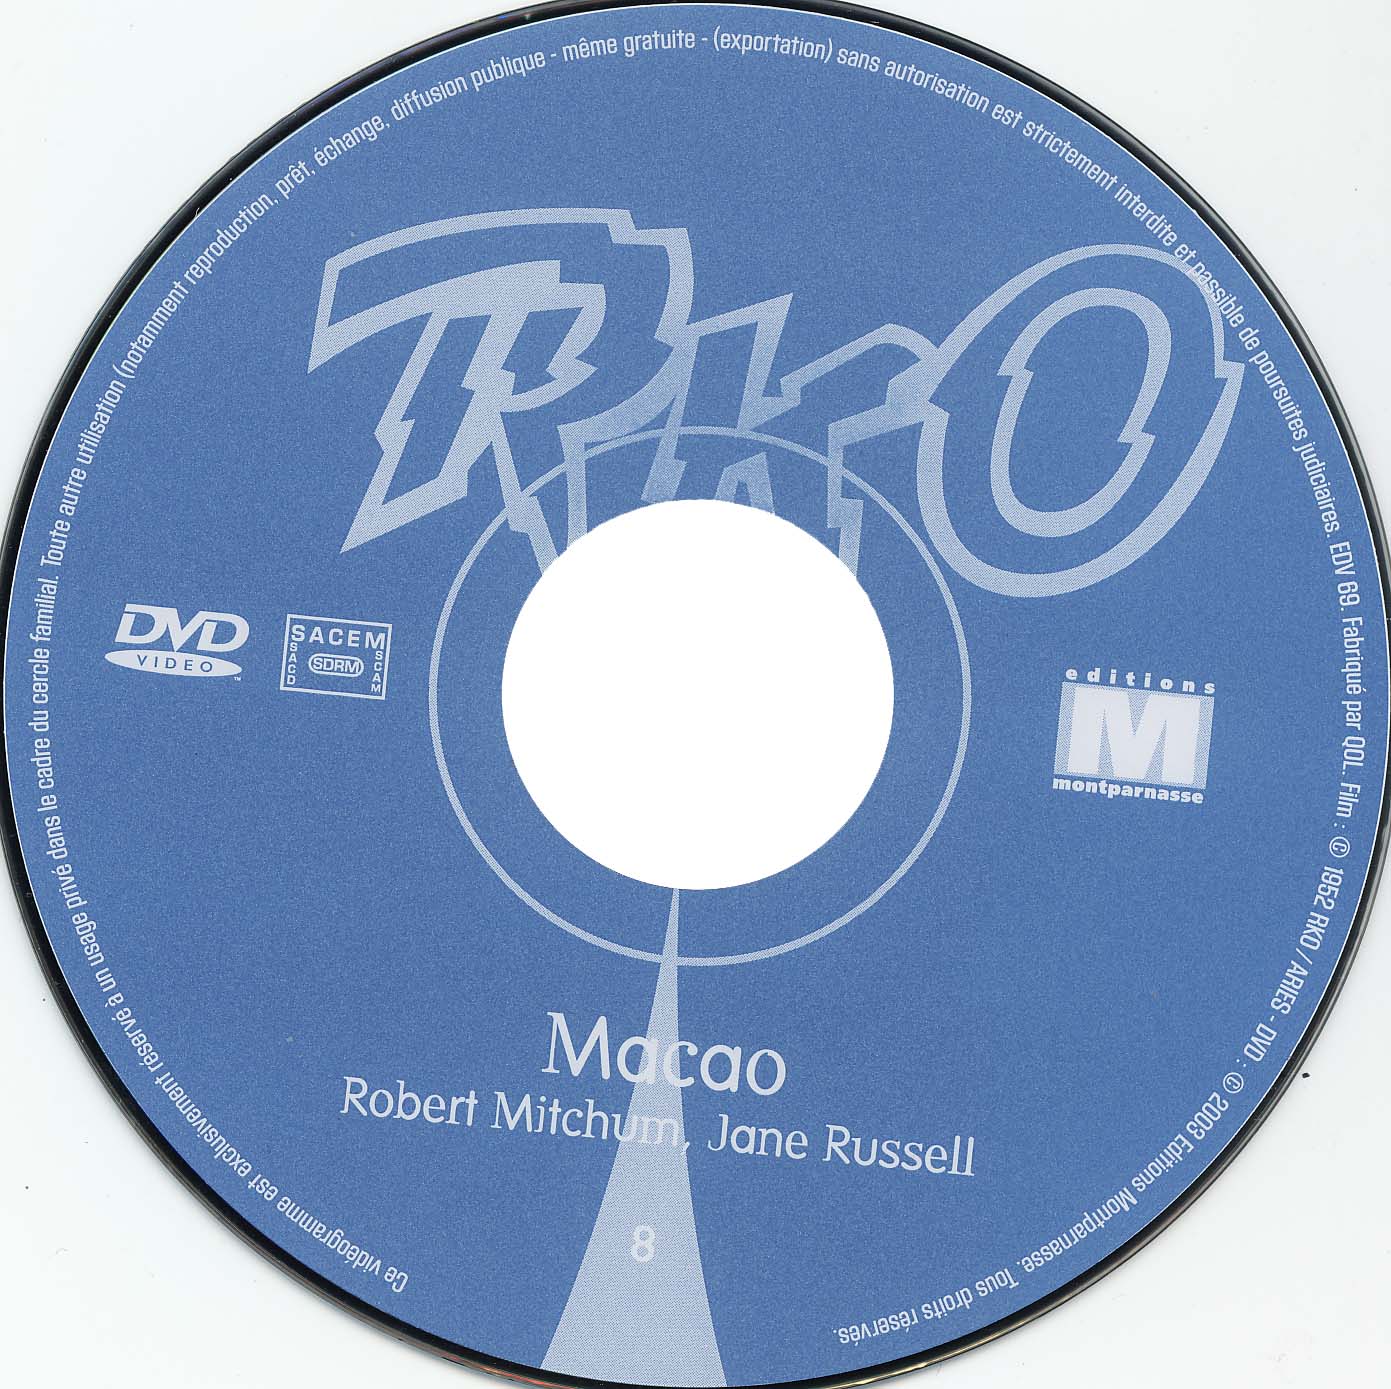 Ce vidéogramme est exclusivement réservé à un usage privé dans le cadre du cercle familial. Toute autre utilisation (notamment reproduction, prêt, échange, diffusion publique - même gratuite - (exportation) sans autorisation est strictement interdite et passible de poursuites judiciaires. EDV 69. Fabriqué par QOL. Film : © 1952 RKO / ARIES - DVD : © 2003 Editions Montparnasse. Tous droits réservés.
RKO
DVD
VIDEO
TM
SACEM
SACD
SDRM
SCAM
editions
M
montparnasse
Macao
Robert Mitchum, Jane Russell
8